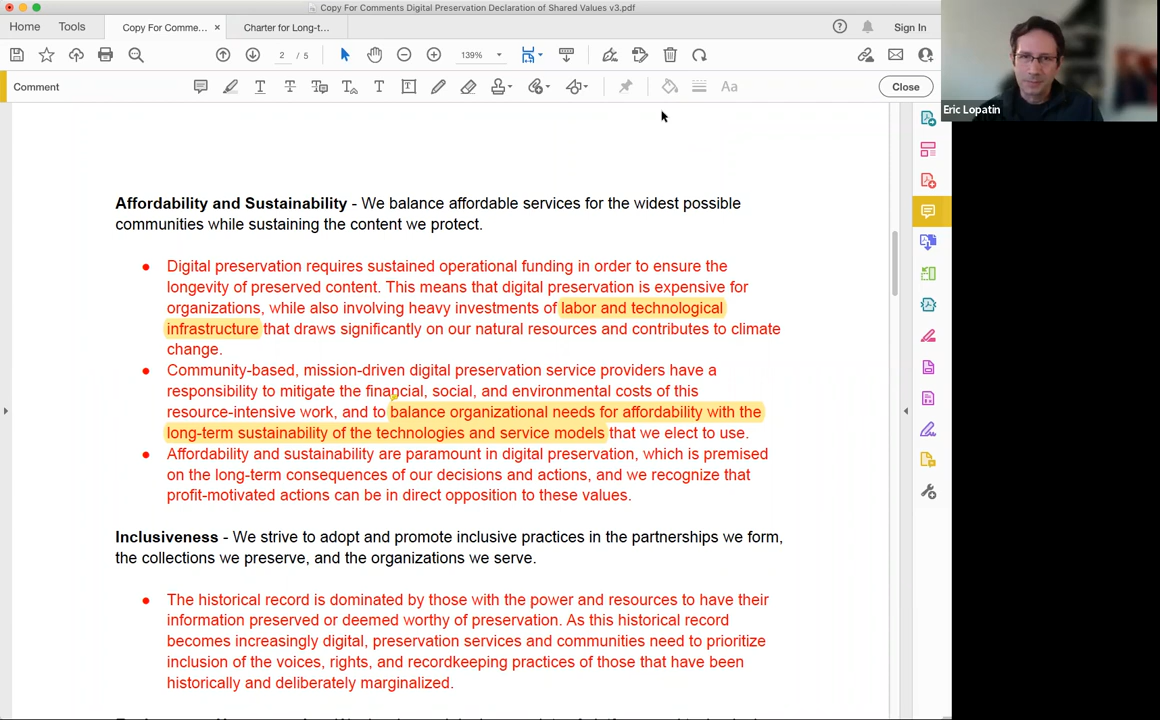 Copy For Comments Digital Preservation Declaration of Shared Values v3.pdf
Home Tools Copy For Comme... × Charter for Long-t... Sign In
2 / 5 139%
Comment Aa Close
Eric Lopatin
Affordability and Sustainability - We balance affordable services for the widest possible
communities while sustaining the content we protect.
● Digital preservation requires sustained operational funding in order to ensure the
longevity of preserved content. This means that digital preservation is expensive for
organizations, while also involving heavy investments of labor and technological
infrastructure that draws significantly on our natural resources and contributes to climate
change.
● Community-based, mission-driven digital preservation service providers have a
responsibility to mitigate the financial, social, and environmental costs of this
resource-intensive work, and to balance organizational needs for affordability with the
long-term sustainability of the technologies and service models that we elect to use.
● Affordability and sustainability are paramount in digital preservation, which is premised
on the long-term consequences of our decisions and actions, and we recognize that
profit-motivated actions can be in direct opposition to these values.
Inclusiveness - We strive to adopt and promote inclusive practices in the partnerships we form,
the collections we preserve, and the organizations we serve.
● The historical record is dominated by those with the power and resources to have their
information preserved or deemed worthy of preservation. As this historical record
becomes increasingly digital, preservation services and communities need to prioritize
inclusion of the voices, rights, and recordkeeping practices of those that have been
historically and deliberately marginalized.